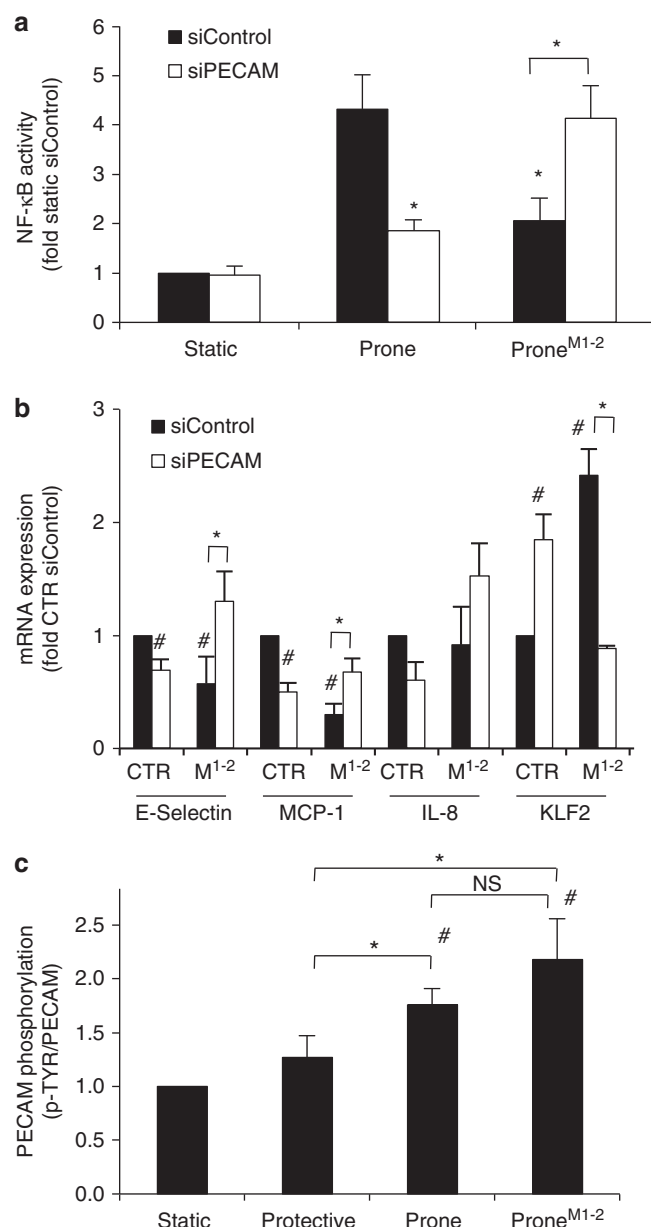 a
siControl
siPECAM
NF-κB activity
(fold static siControl)
6
5
4
3
2
1
0
*
*
*
Static Prone Prone^M1-2
b
siControl
siPECAM
mRNA expression
(fold CTR siControl)
3
2
1
0
# # * # # * # # *
CTR M^1-2 CTR M^1-2 CTR M^1-2 CTR M^1-2
E-Selectin MCP-1 IL-8 KLF2
c
PECAM phosphorylation
(p-TYR/PECAM)
2.5
2.0
1.5
1.0
0.5
0.0
*
NS
* # #
Static Protective Prone Prone^M1-2